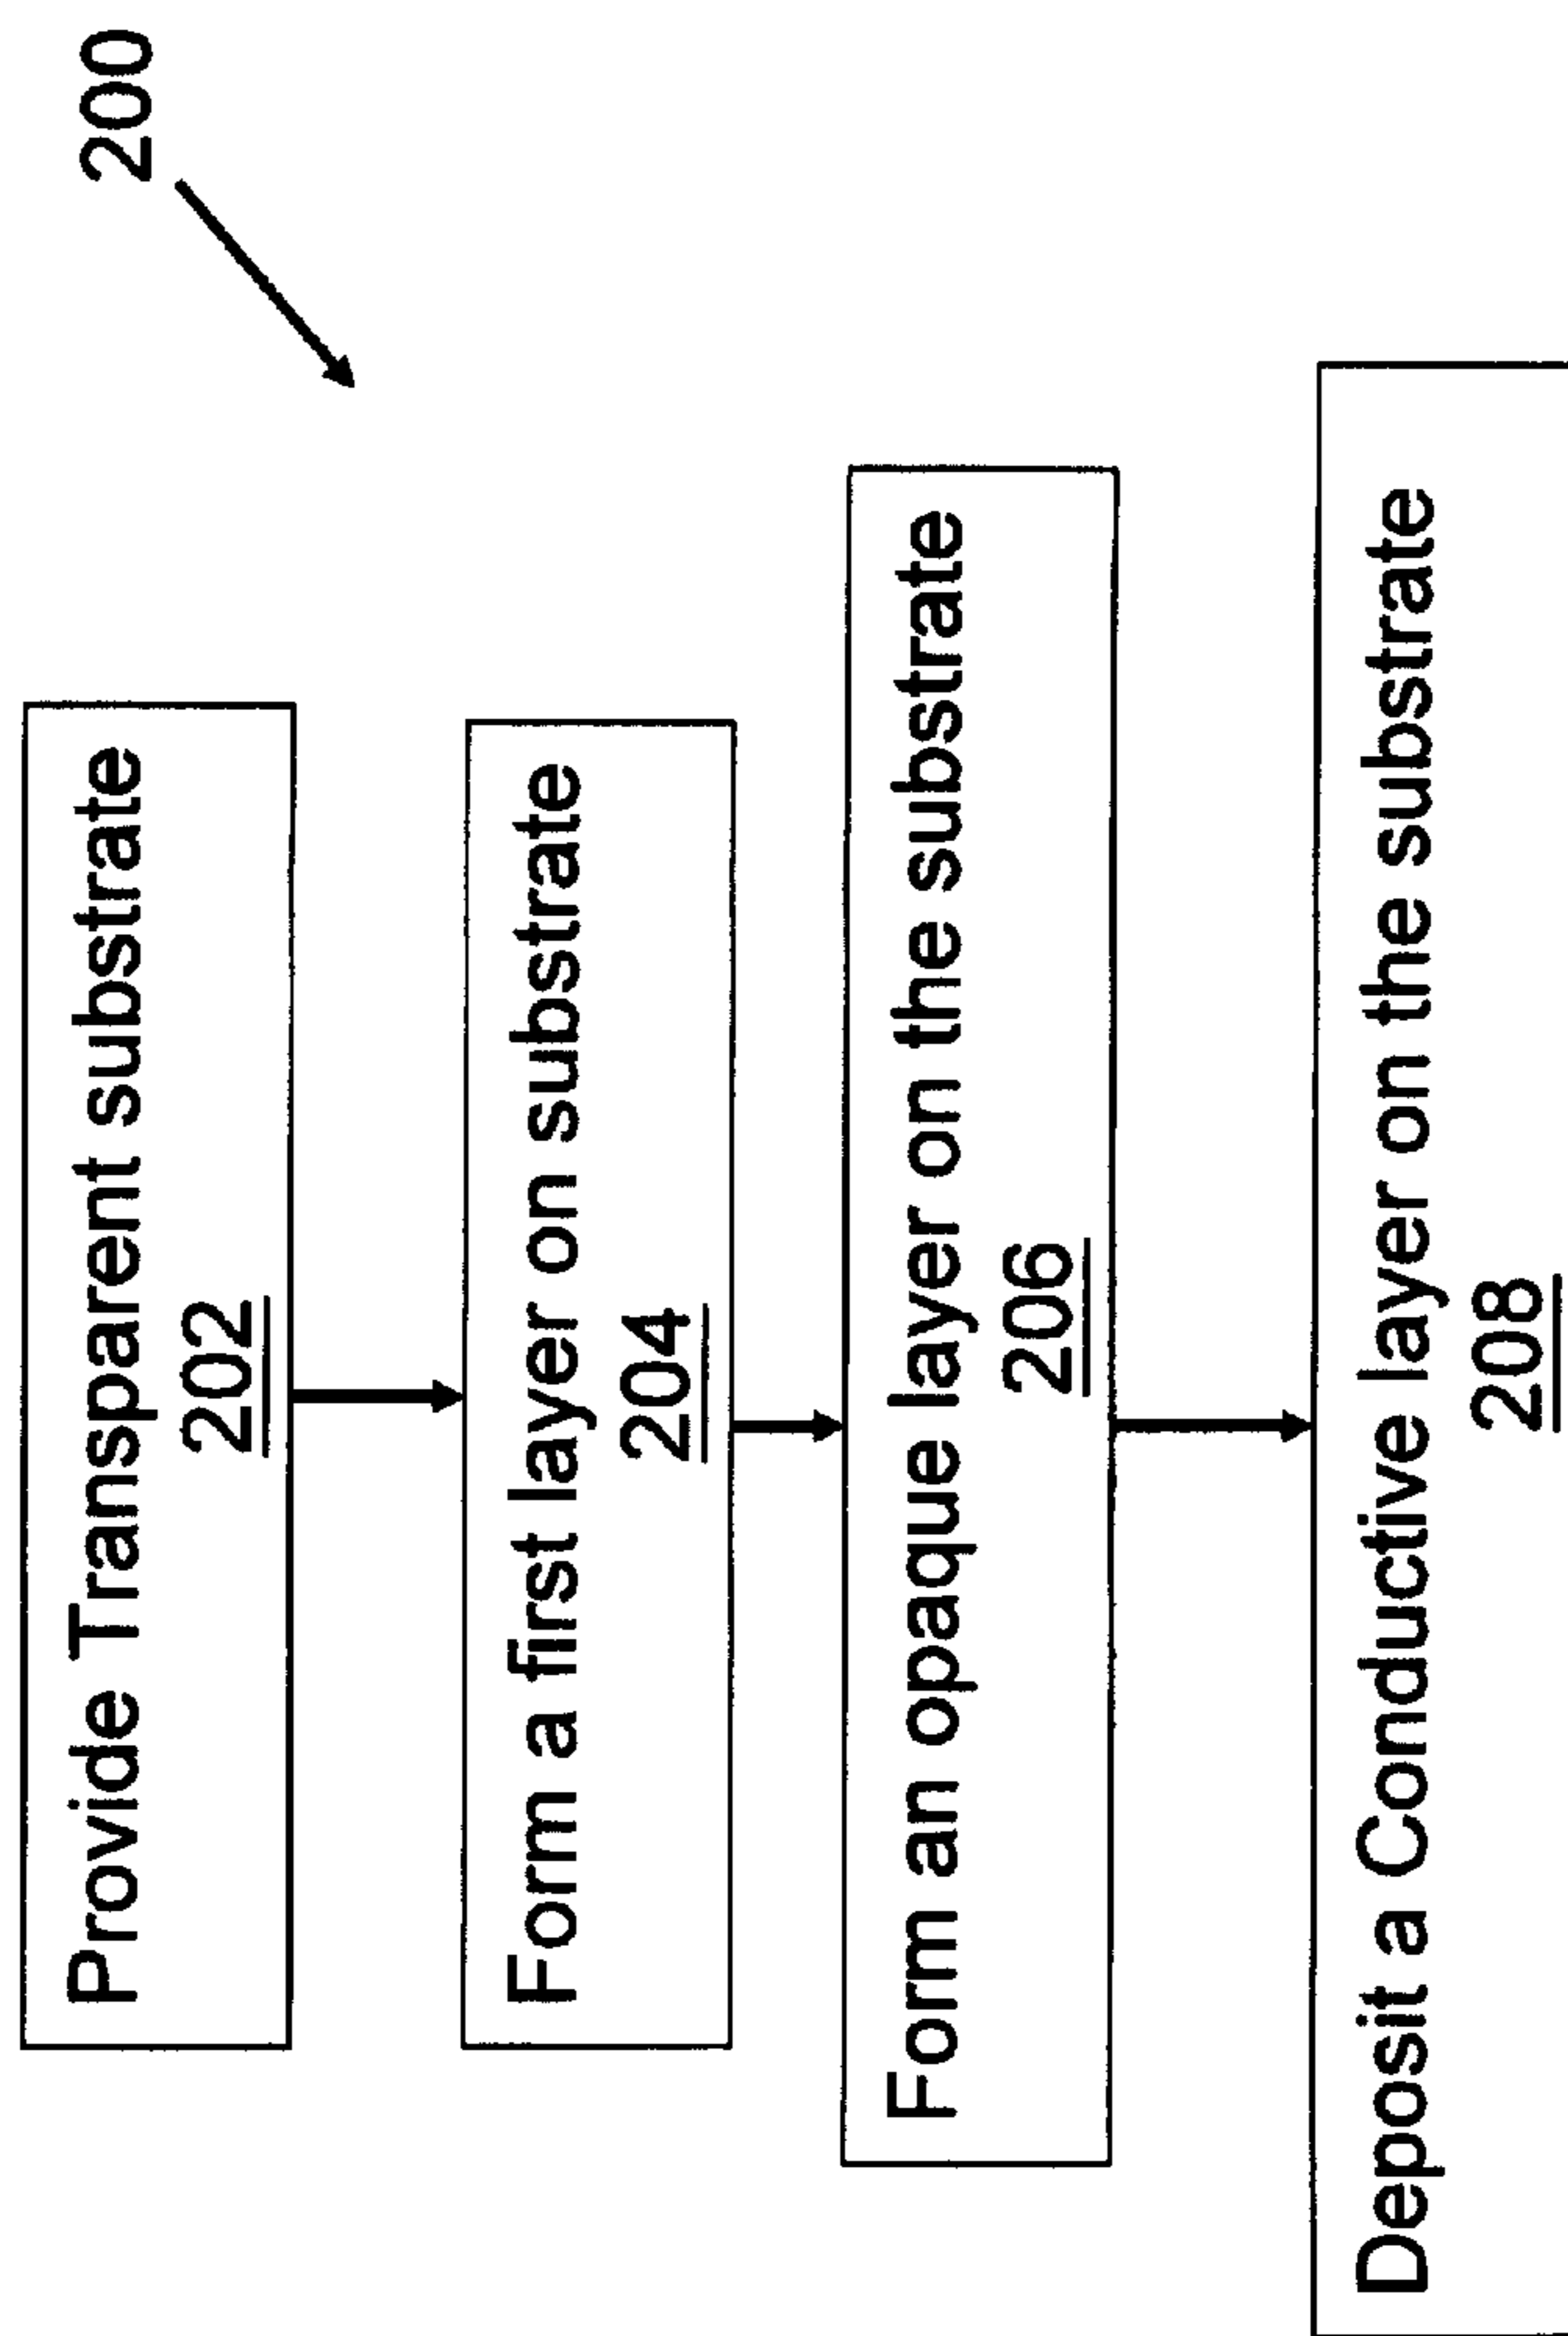 200
Provide Transparent substrate
202
Form a first layer on substrate
204
Form an opaque layer on the substrate
206
Deposit a Conductive layer on the substrate
208